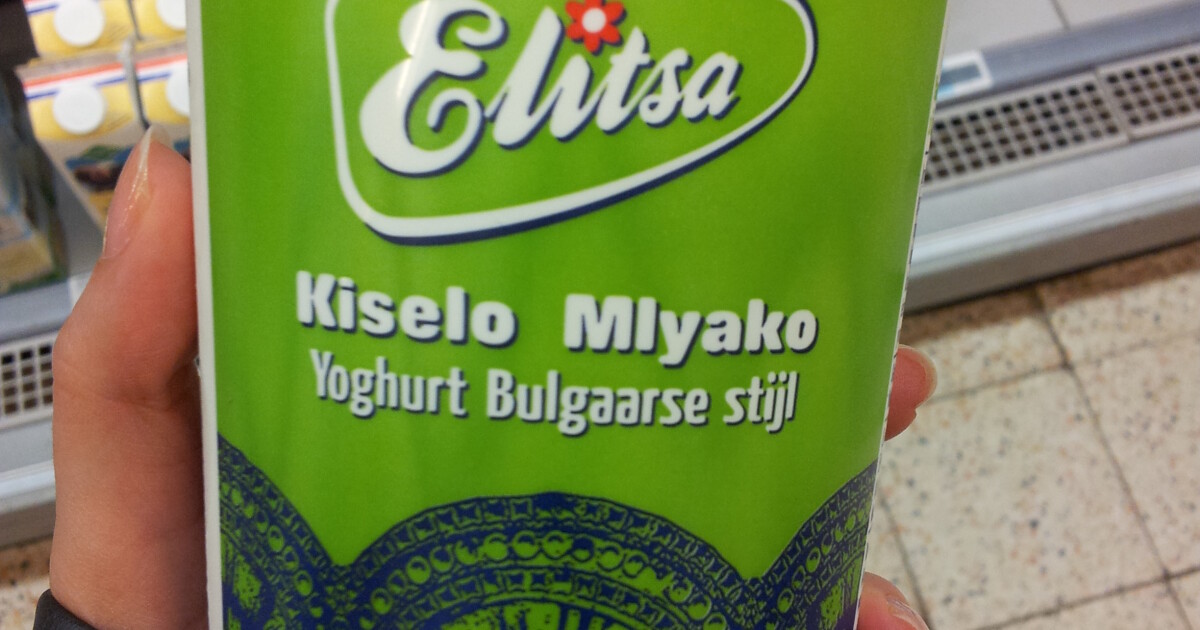 Elitsa
Kiselo Mlyako
Yoghurt Bulgaarse stijl